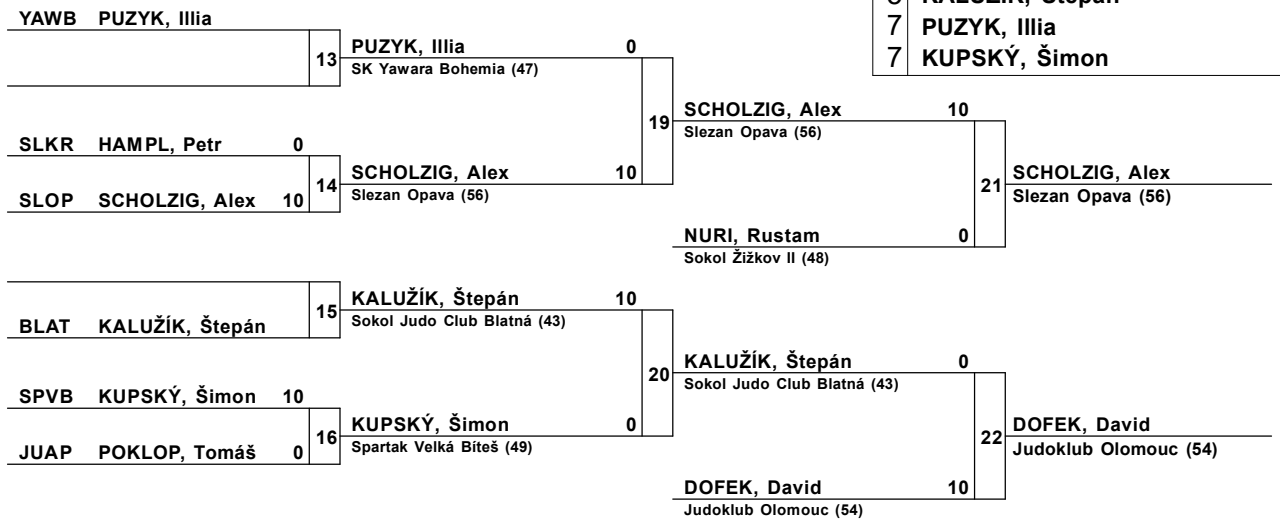 YAWB PUZYK, Illia
13
PUZYK, Illia 0
SK Yawara Bohemia (47)
7 PUZYK, Illia
7 KUPSKÝ, Šimon
19
SCHOLZIG, Alex 10
Slezan Opava (56)
SLKR HAMPL, Petr 0
14
SCHOLZIG, Alex 10
Slezan Opava (56)
SLOP SCHOLZIG, Alex 10
21
SCHOLZIG, Alex
Slezan Opava (56)
NURI, Rustam 0
Sokol Žižkov II (48)
15
KALUŽÍK, Štepán 10
Sokol Judo Club Blatná (43)
BLAT KALUŽÍK, Štepán
20
KALUŽÍK, Štepán 0
Sokol Judo Club Blatná (43)
SPVB KUPSKÝ, Šimon 10
16
KUPSKÝ, Šimon 0
Spartak Velká Bíteš (49)
JUAP POKLOP, Tomáš 0
22
DOFEK, David
Judoklub Olomouc (54)
DOFEK, David 10
Judoklub Olomouc (54)